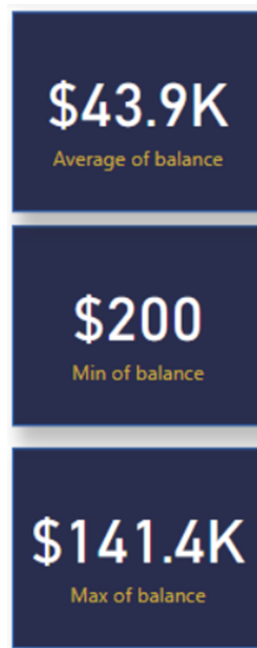 $43.9K
Average of balance
$200
Min of balance
$141.4K
Max of balance